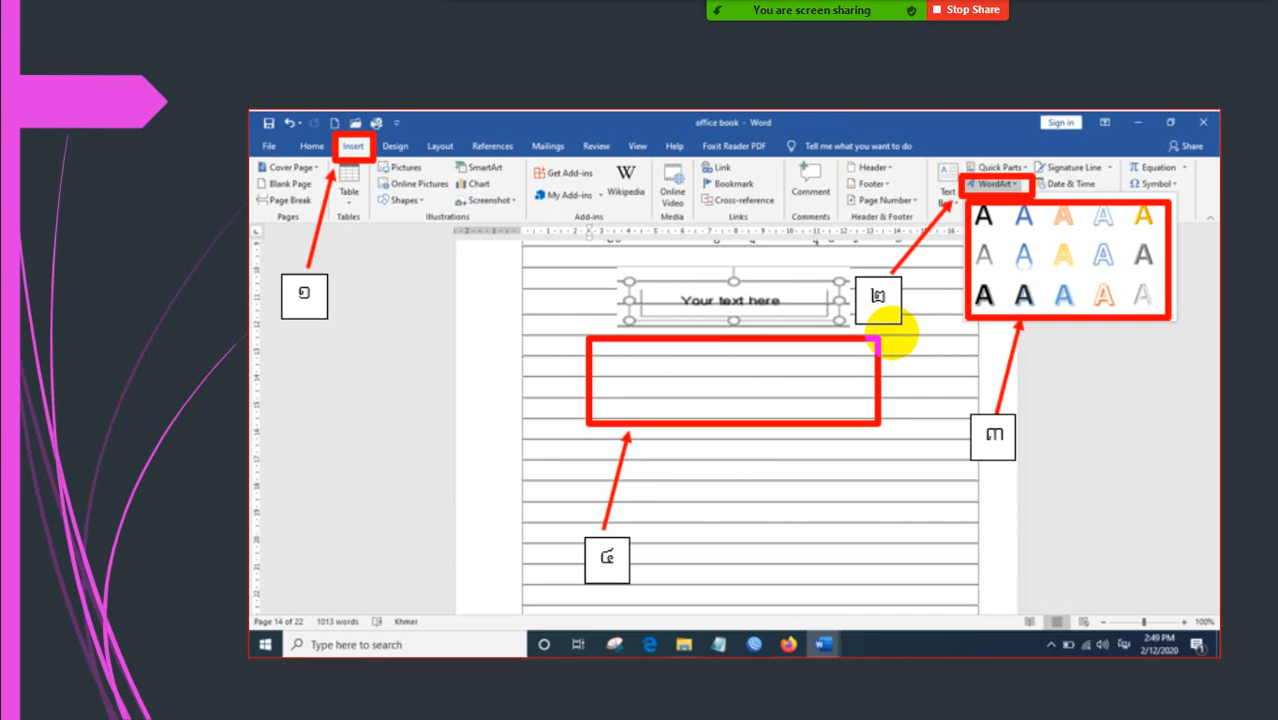 You are screen sharing
Stop Share
office book - Word
Sign in
File Home Insert Design Layout References Mailings Review View Help Foxit Reader PDF Tell me what you want to do Share
Cover Page
Blank Page
Page Break
Pages
Table
Tables
Pictures
Online Pictures
Shapes
SmartArt
Chart
Screenshot
Illustrations
Get Add-ins
My Add-ins
Wikipedia
Add-ins
Online
Video
Media
Link
Bookmark
Cross-reference
Links
Comment
Comments
Header
Footer
Page Number
Header & Footer
Text
Quick Parts
WordArt
Signature Line
Date & Time
Equation
Symbol
A A A A A
A A A A A
A A A A A
Your text here
១
២
៣
៤
Page 14 of 22 1013 words Khmer
100%
Type here to search
2:49 PM
2/12/2020